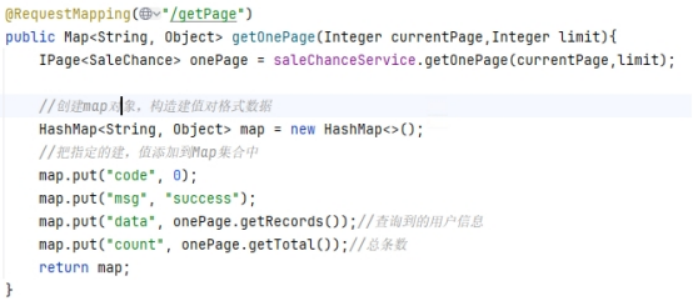 @RequestMapping("/getPage")
public Map<String, Object> getOnePage(Integer currentPage,Integer limit){
    IPage<SaleChance> onePage = saleChanceService.getOnePage(currentPage,limit);
    //创建map对象，构造建值对格式数据
    HashMap<String, Object> map = new HashMap<>();
    //把指定的建，值添加到Map集合中
    map.put("code", 0);
    map.put("msg", "success");
    map.put("data", onePage.getRecords());//查询到的用户信息
    map.put("count", onePage.getTotal());//总条数
    return map;
}